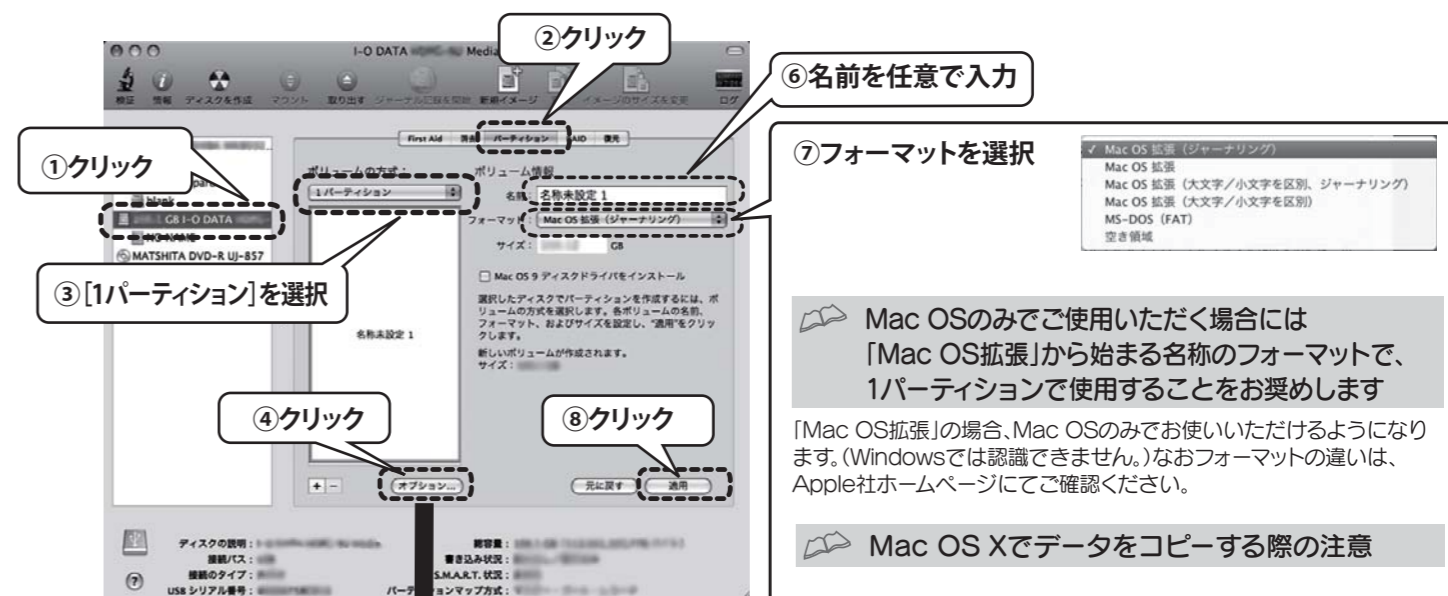 ②クリック
I-O DATA
Media
⑥名前を任意で入力
検証
情報
ディスクを作成
マウント
取り出す
ジャーナル記録を開始
新規イメージ
イメージのサイズを変更
ログ
First Aid
消去
パーティション
AID
復元
①クリック
ボリュームの方式：
1 パーティション
ボリューム情報
名前：
名称未設定 1
フォーマット：
Mac OS 拡張（ジャーナリング）
サイズ：
GB
blank
GB I-O DATA
NO NAME
MATSHITA DVD-R UJ-857
③[1パーティション]を選択
名称未設定 1
Mac OS 9 ディスクドライバをインストール
選択したディスクでパーティションを作成するには、ボ
リュームの方式を選択します。各ボリュームの名前、
フォーマット、およびサイズを設定し、"適用"をクリッ
クします。
新しいボリュームが作成されます。
サイズ：
④クリック
⑧クリック
+ -
オプション...
元に戻す
適用
ディスクの説明：
接続バス：
接続のタイプ：
USB シリアル番号：
総容量：
書き込み状況：
S.M.A.R.T. 状況：
パーティションマップ方式：
⑦フォーマットを選択
✓ Mac OS 拡張（ジャーナリング）
Mac OS 拡張
Mac OS 拡張（大文字／小文字を区別、ジャーナリング）
Mac OS 拡張（大文字／小文字を区別）
MS-DOS（FAT）
空き領域
Mac OSのみでご使用いただく場合には
「Mac OS拡張」から始まる名称のフォーマットで、
1パーティションで使用することをお奨めします
「Mac OS拡張」の場合、Mac OSのみでお使いいただけるようになり
ます。（Windowsでは認識できません。）なおフォーマットの違いは、
Apple社ホームページにてご確認ください。
Mac OS Xでデータをコピーする際の注意